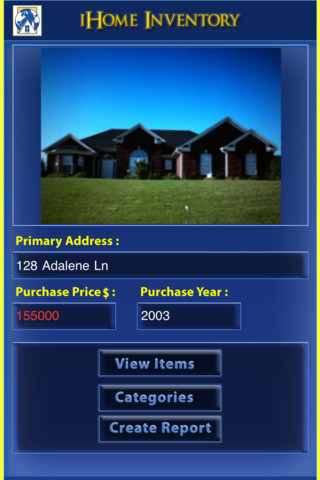 iHome Inventory
Primary Address :
128 Adalene Ln
Purchase Price $ : Purchase Year :
155000 2003
View Items
Categories
Create Report